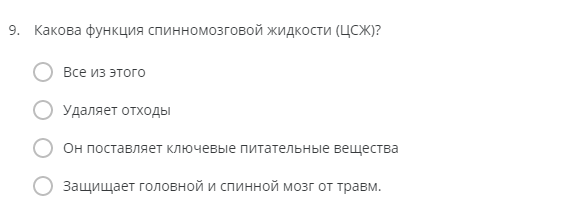 9. Какова функция спинномозговой жидкости (ЦСЖ)?
Все из этого
Удаляет отходы
Он поставляет ключевые питательные вещества
Защищает головной и спинной мозг от травм.